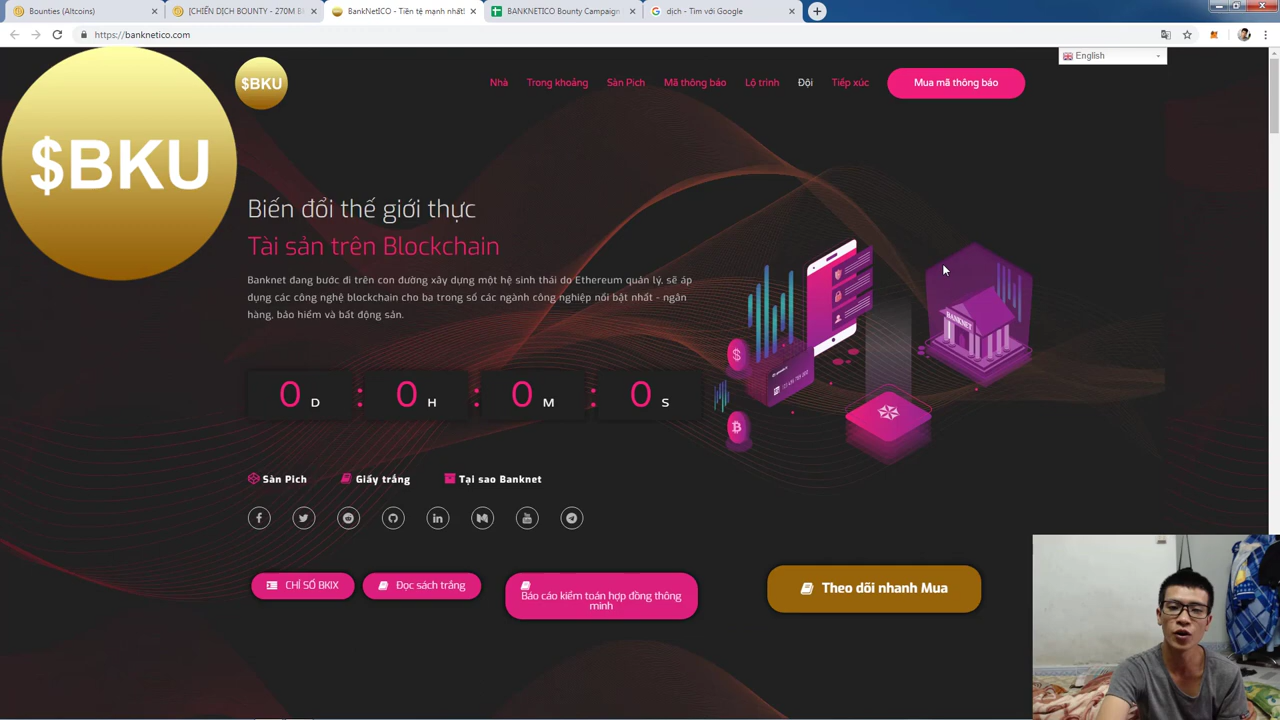 Bounties (Altcoins)
[CHIẾN DỊCH BOUNTY - 270M B
BankNetICO - Tiền tệ mạnh nhất!
BANKNETICO Bounty Campaign
dịch - Tìm với Google
https://banknetico.com
English
$BKU
$BKU
Nhà
Trong khoảng
Sàn Pich
Mã thông báo
Lộ trình
Đội
Tiếp xúc
Mua mã thông báo
Biến đổi thế giới thực
Tài sản trên Blockchain
Banknet đang bước đi trên con đường xây dựng một hệ sinh thái do Ethereum quản lý, sẽ áp
dụng các công nghệ blockchain cho ba trong số các ngành công nghiệp nổi bật nhất - ngân
hàng, bảo hiểm và bất động sản.
BANKNET
0 D : 0 H : 0 M : 0 S
Sàn Pich
Giấy trắng
Tại sao Banknet
CHỈ SỐ BKIX
Đọc sách trắng
Báo cáo kiểm toán hợp đồng thông
minh
Theo dõi nhanh Mua